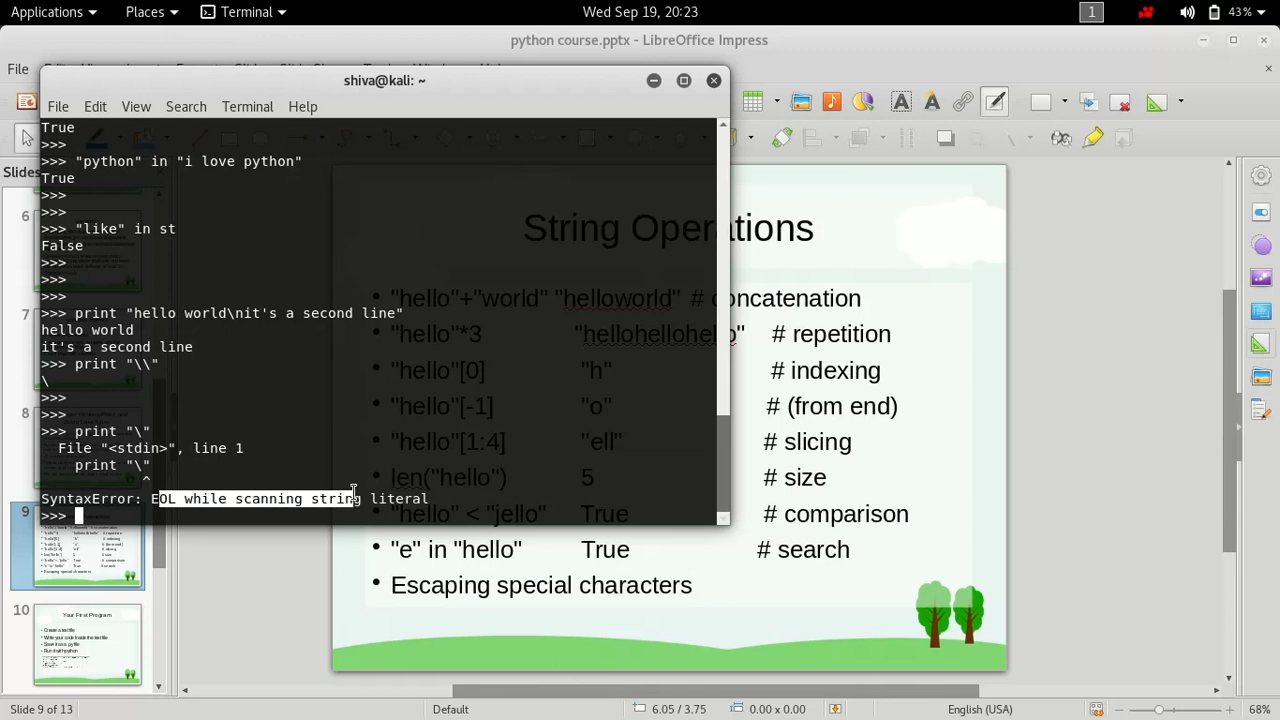 Applications Places Terminal Wed Sep 19, 20:23 1 43%
python course.pptx - LibreOffice Impress
File
shiva@kali: ~
File Edit View Search Terminal Help
True
>>>
>>> "python" in "i love python"
True
>>>
>>>
>>> "like" in st
False
>>>
>>>
>>>
>>> print "hello world\nit's a second line"
hello world
it's a second line
>>> print "\\"
\
>>>
>>>
>>> print "\"
File "<stdin>", line 1
print "\"
^
SyntaxError: EOL while scanning string literal
>>>
Slides
6
7
8
9
10
Your First Program
String Operations
• "hello"+"world" "helloworld" # concatenation
• "hello"*3 "hellohellohello" # repetition
• "hello"[0] "h" # indexing
• "hello"[-1] "o" # (from end)
• "hello"[1:4] "ell" # slicing
• len("hello") 5 # size
• "hello" < "jello" True # comparison
• "e" in "hello" True # search
• Escaping special characters
Slide 9 of 13 Default 6.05 / 3.75 0.00 x 0.00 English (USA) 68%